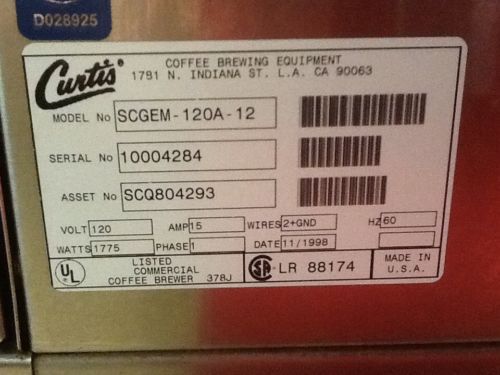 D028925
Curtis®
COFFEE BREWING EQUIPMENT
1781 N. INDIANA ST. L.A. CA 90063
MODEL No SCGEM-120A-12
SERIAL No 10004284
ASSET No SCQ804293
VOLT 120 AMP 15 WIRES 2+GND HZ 60
WATTS 1775 PHASE 1 DATE 11/1998
UL LISTED
COMMERCIAL
COFFEE BREWER 378J
SA LR 88174
MADE IN
U.S.A.